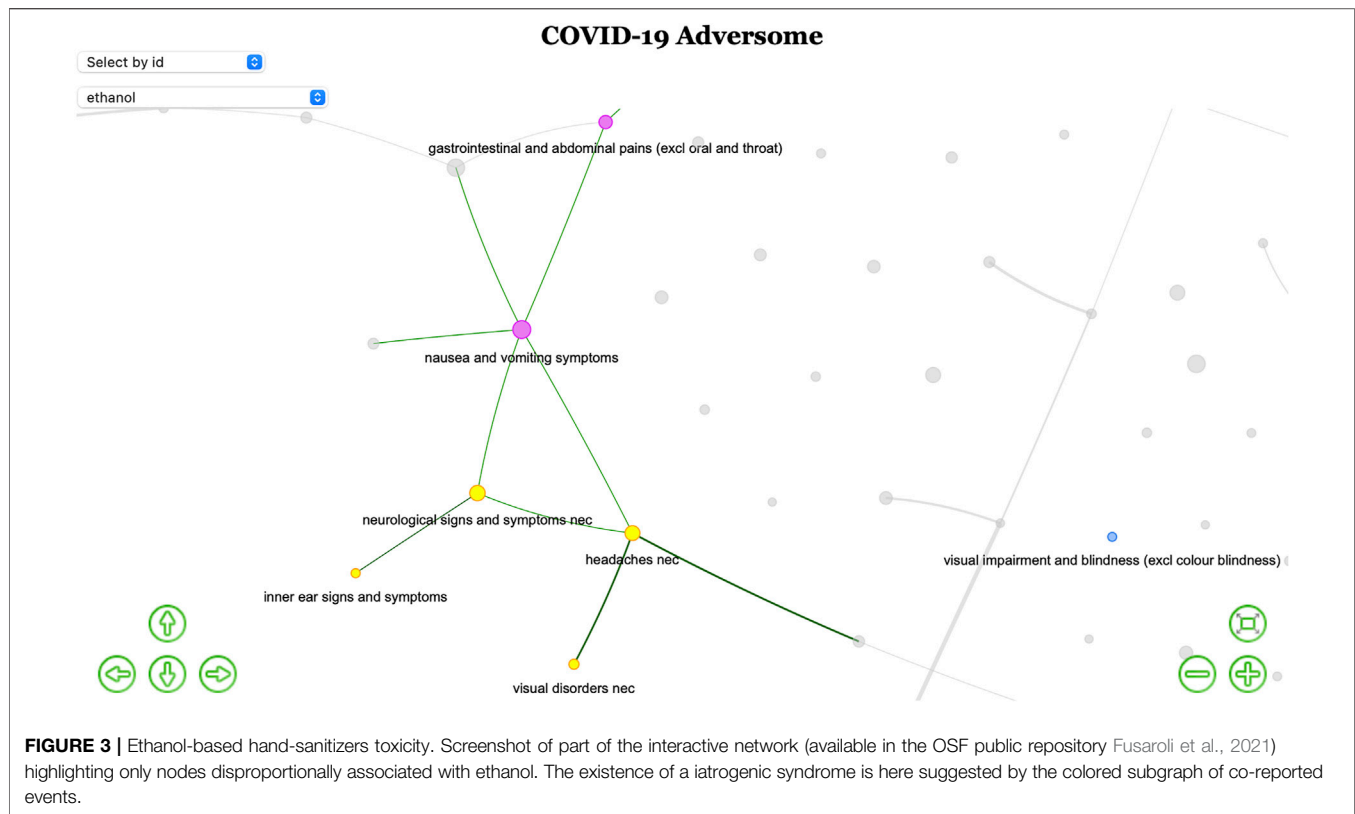 COVID-19 Adversome
Select by id
ethanol
gastrointestinal and abdominal pains (excl oral and throat)
nausea and vomiting symptoms
neurological signs and symptoms nec
headaches nec
visual impairment and blindness (excl colour blindness)
inner ear signs and symptoms
visual disorders nec
FIGURE 3 | Ethanol-based hand-sanitizers toxicity. Screenshot of part of the interactive network (available in the OSF public repository Fusaroli et al., 2021)
highlighting only nodes disproportionally associated with ethanol. The existence of a iatrogenic syndrome is here suggested by the colored subgraph of co-reported
events.